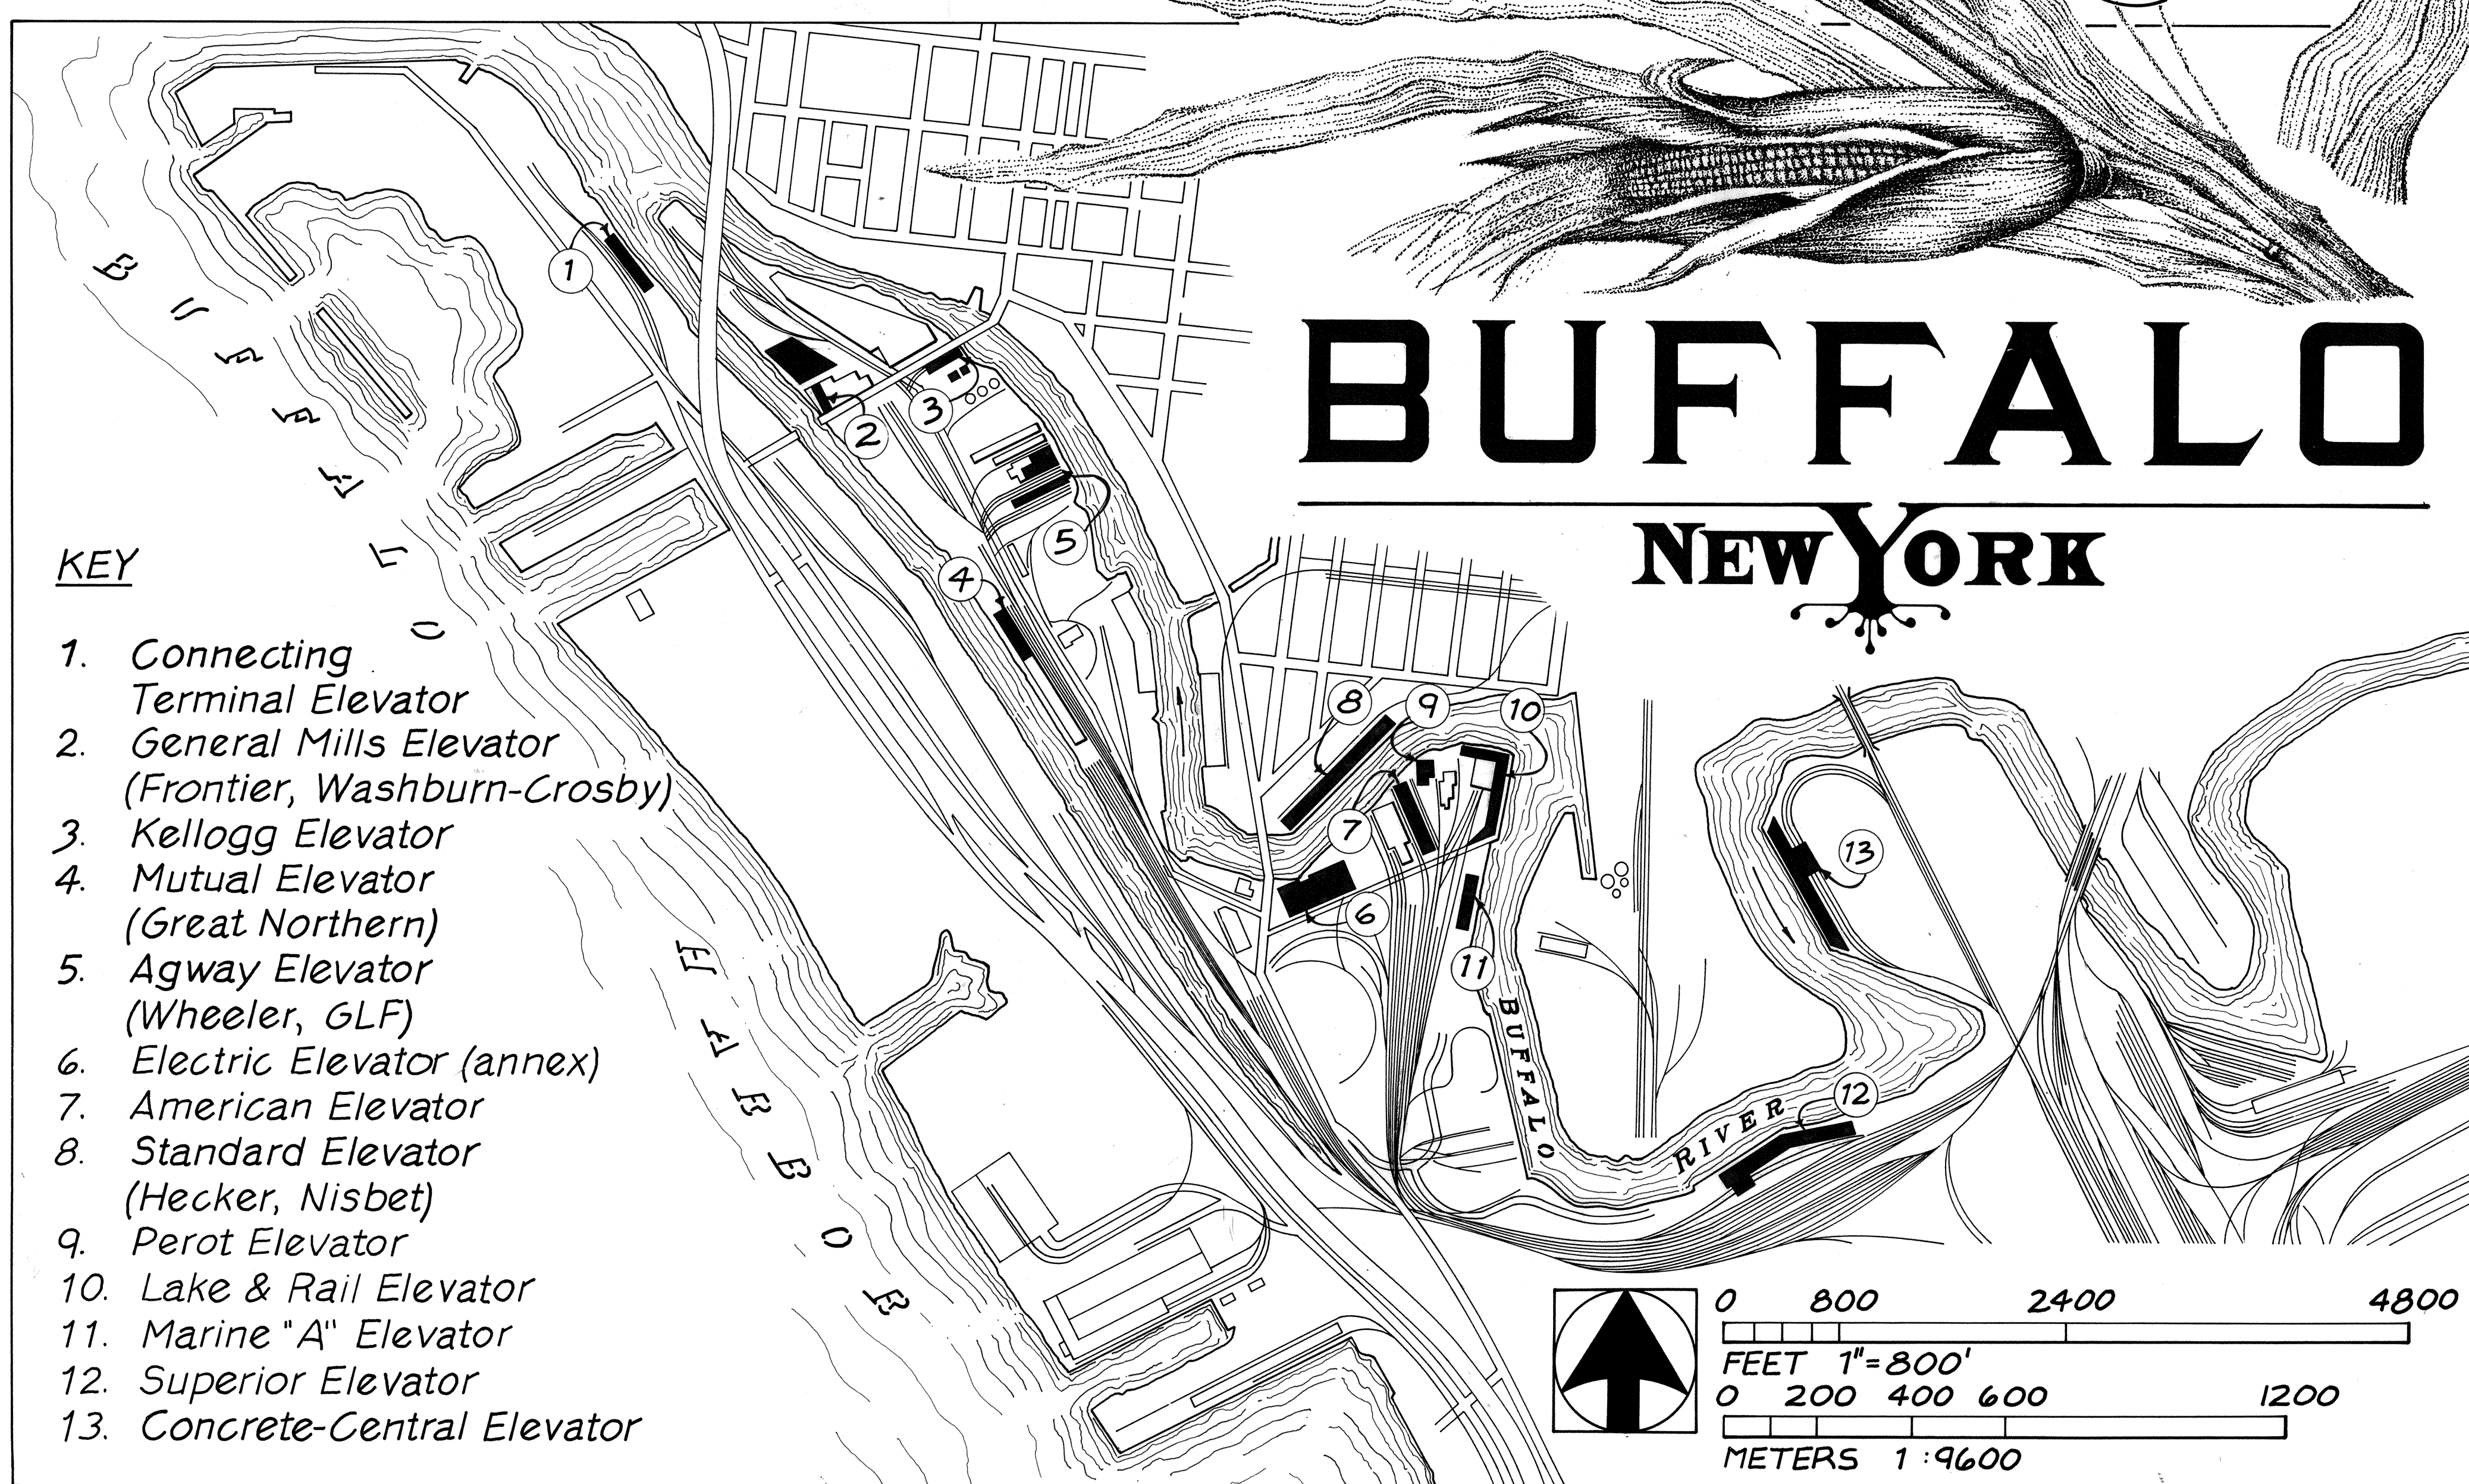 BUFFALO
NEW YORK
BUFFALO
HARBOR
KEY
1. Connecting
Terminal Elevator
2. General Mills Elevator
(Frontier, Washburn-Crosby)
3. Kellogg Elevator
4. Mutual Elevator
(Great Northern)
5. Agway Elevator
(Wheeler, GLF)
6. Electric Elevator (annex)
7. American Elevator
8. Standard Elevator
(Hecker, Nisbet)
9. Perot Elevator
10. Lake & Rail Elevator
11. Marine "A" Elevator
12. Superior Elevator
13. Concrete-Central Elevator
1
2
3
4
5
6
7
8
9
10
11
12
13
BUFFALO
RIVER
0 800 2400 4800
FEET 1"=800'
0 200 400 600 1200
METERS 1:9600